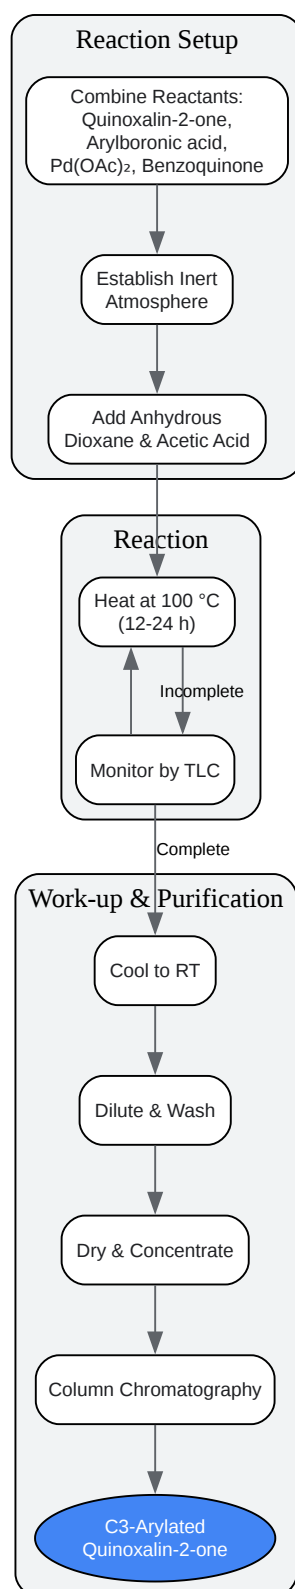 Reaction Setup
Combine Reactants:
Quinoxalin-2-one,
Arylboronic acid,
Pd(OAc)₂, Benzoquinone
Establish Inert
Atmosphere
Add Anhydrous
Dioxane & Acetic Acid
Reaction
Heat at 100 °C
(12-24 h)
Incomplete
Monitor by TLC
Complete
Work-up & Purification
Cool to RT
Dilute & Wash
Dry & Concentrate
Column Chromatography
C3-Arylated
Quinoxalin-2-one